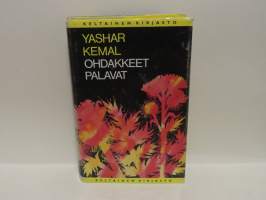 KELTAINEN KIRJASTO
YASHAR
KEMAL
OHDAKKEET
PALAVAT
KELTAINEN KIRJASTO